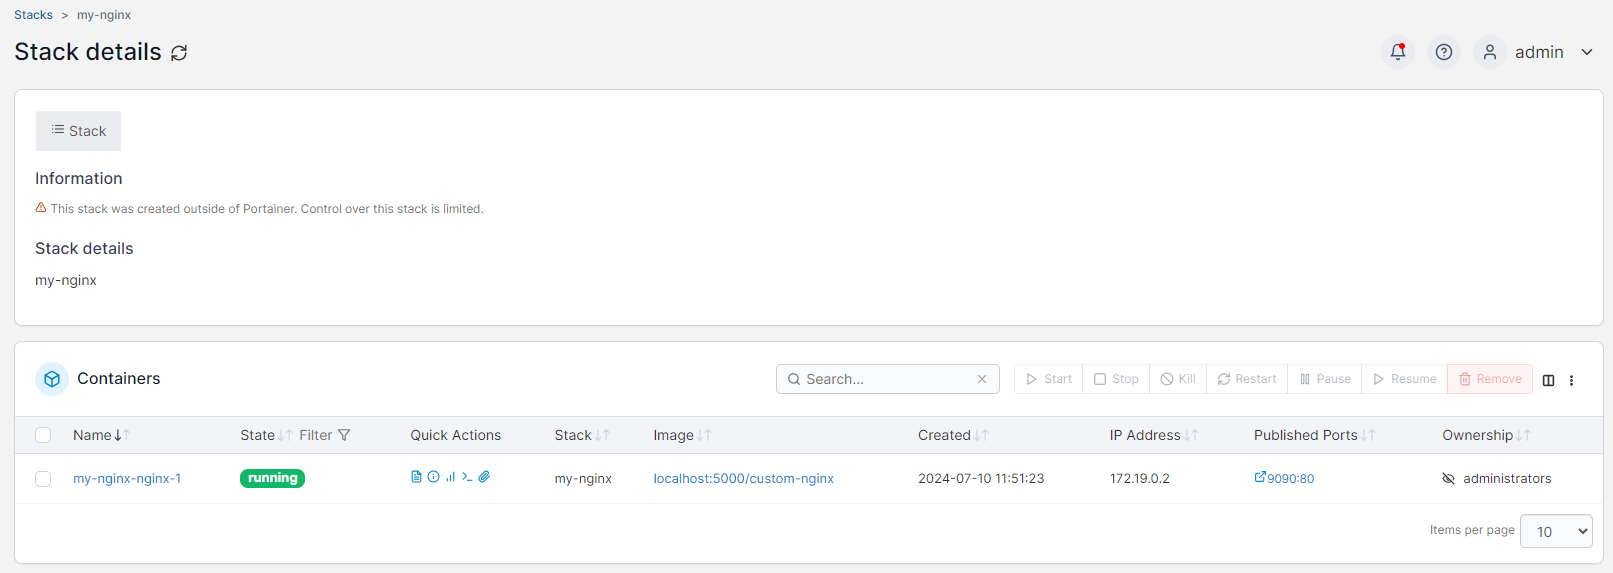 Stacks > my-nginx
Stack details
admin
Stack
Information
This stack was created outside of Portainer. Control over this stack is limited.
Stack details
my-nginx
Containers
Search...
Start Stop Kill Restart Pause Resume Remove
Name State Filter Quick Actions Stack Image Created IP Address Published Ports Ownership
my-nginx-nginx-1 running my-nginx localhost:5000/custom-nginx 2024-07-10 11:51:23 172.19.0.2 9090:80 administrators
Items per page 10